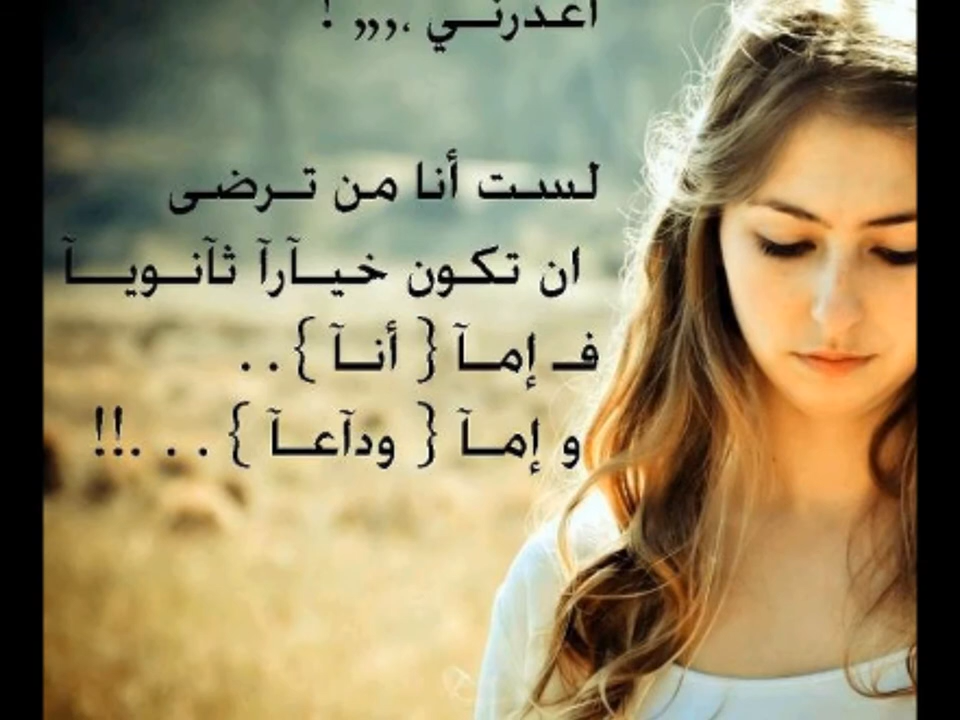 أعذرني ،,,, !
لست أنا من ترضى
ان تكون خيآرآ ثآنويآ
فـ إمآ { أنآ } . .
و إمآ { ودآعآ } . . .!!